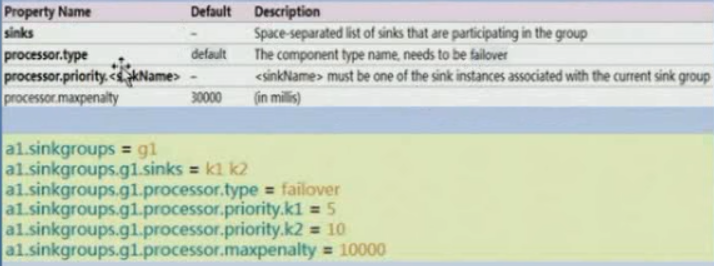 Property Name Default Description
sinks – Space-separated list of sinks that are participating in the group
processor.type default The component type name, needs to be failover
processor.priority.<sinkName> – <sinkName> must be one of the sink instances associated with the current sink group
processor.maxpenalty 30000 (in millis)
a1.sinkgroups = g1
a1.sinkgroups.g1.sinks = k1 k2
a1.sinkgroups.g1.processor.type = failover
a1.sinkgroups.g1.processor.priority.k1 = 5
a1.sinkgroups.g1.processor.priority.k2 = 10
a1.sinkgroups.g1.processor.maxpenalty = 10000